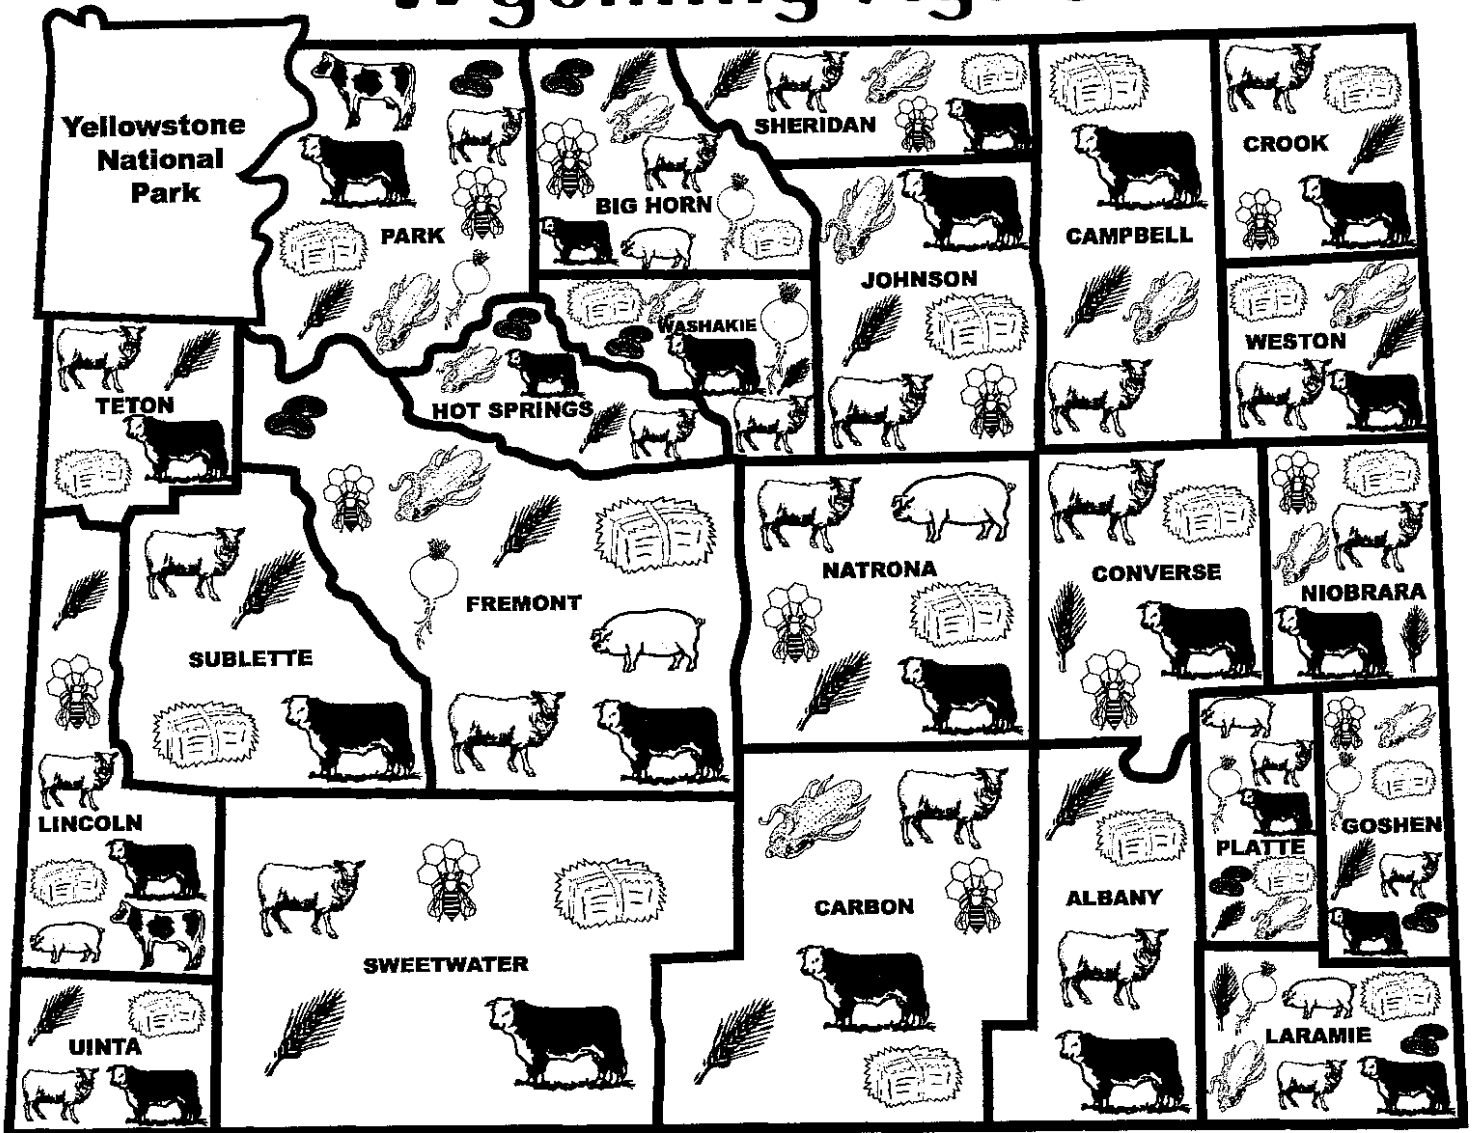 Wyoming
Yellowstone
National
Park
PARK
BIG HORN
SHERIDAN
CAMPBELL
CROOK
JOHNSON
WASHAKIE
WESTON
TETON
HOT SPRINGS
FREMONT
SUBLETTE
NATRONA
CONVERSE
NIOBRARA
LINCOLN
PLATTE
GOSHEN
SWEETWATER
CARBON
ALBANY
UINTA
LARAMIE